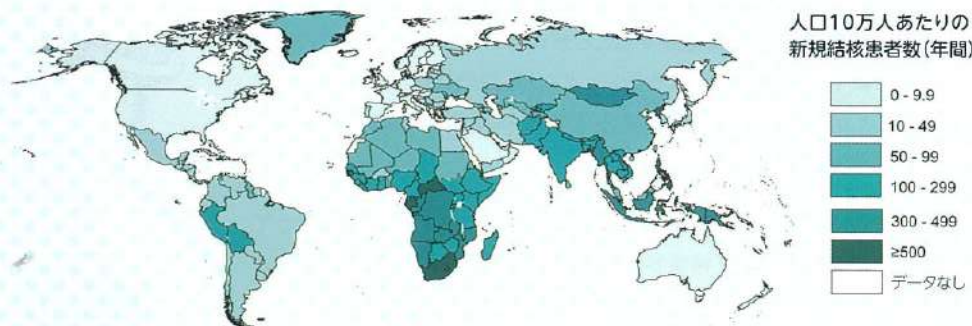 人口10万人あたりの
新規結核患者数(年間)
0 - 9.9
10 - 49
50 - 99
100 - 299
300 - 499
≥500
データなし